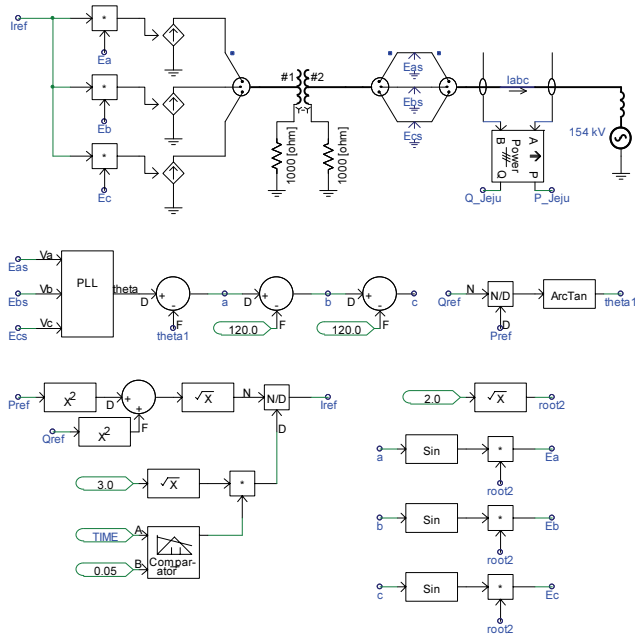 Iref
*
Ea
*
Eb
*
Ec
#1
#2
1000 [ohm]
1000 [ohm]
Eas
Ebs
Ecs
Iabc
154 kV
A
B
Power
P
Q
Q_Jeju
P_Jeju
Eas
Va
Ebs
Vb
Ecs
Vc
PLL
theta
D
+
-
F
theta1
a
D
+
-
F
120.0
b
D
+
-
F
120.0
c
Qref
N
N/D
D
Pref
ArcTan
theta1
Pref
X2
D
+
+
F
Qref
X2
√X
N
N/D
D
Iref
3.0
√X
*
TIME
A
0.05
B
Compar-
ator
2.0
√X
root2
a
Sin
*
Ea
root2
b
Sin
*
Eb
root2
c
Sin
*
Ec
root2